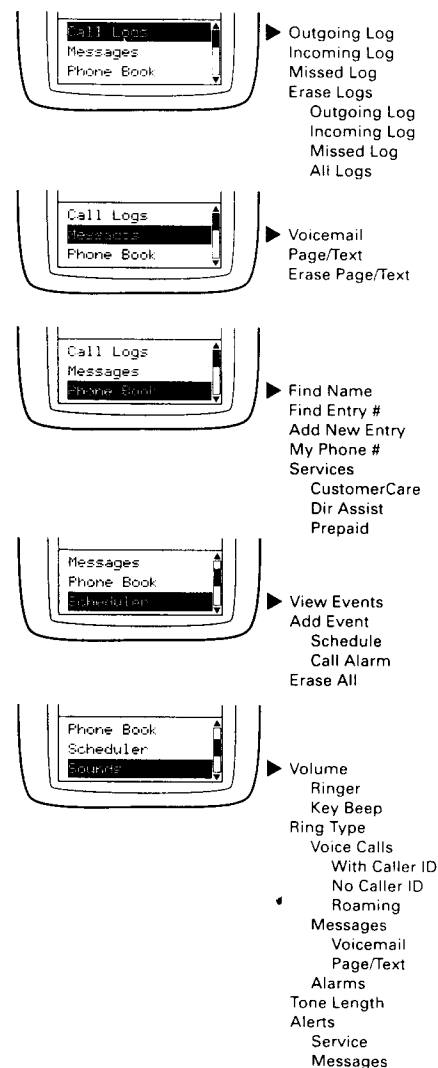 Call Logs
Messages
Phone Book
Outgoing Log
Incoming Log
Missed Log
Erase Logs
Outgoing Log
Incoming Log
Missed Log
All Logs
Call Logs
Messages
Phone Book
Voicemail
Page/Text
Erase Page/Text
Call Logs
Messages
Phone Book
Find Name
Find Entry #
Add New Entry
My Phone #
Services
CustomerCare
Dir Assist
Prepaid
Messages
Phone Book
Scheduler
View Events
Add Event
Schedule
Call Alarm
Erase All
Phone Book
Scheduler
Sounds
Volume
Ringer
Key Beep
Ring Type
Voice Calls
With Caller ID
No Caller ID
Roaming
Messages
Voicemail
Page/Text
Alarms
Tone Length
Alerts
Service
Messages